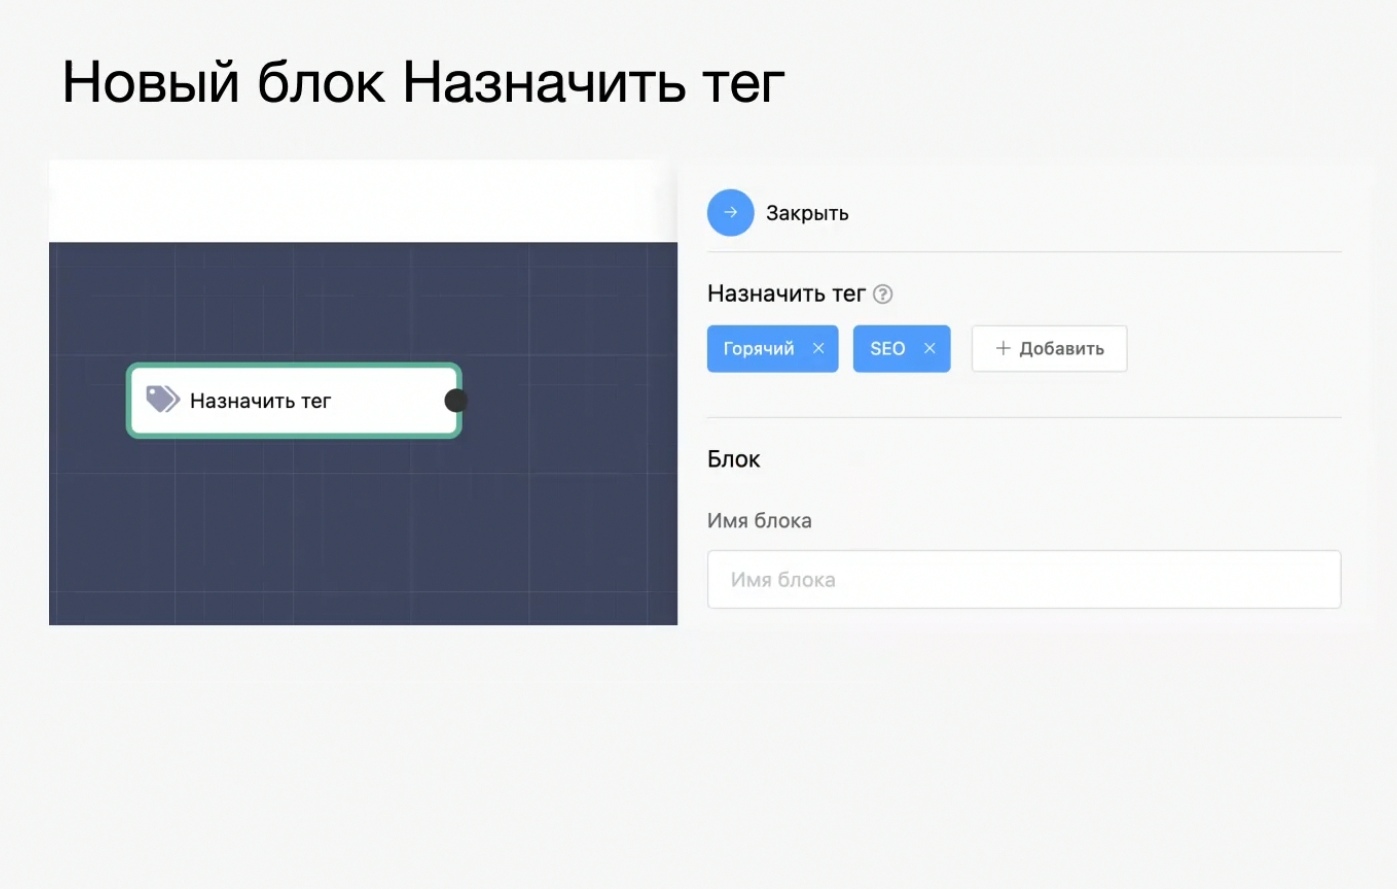 Новый блок Назначить тег
Назначить тег
Закрыть
Назначить тег
Горячий SEO Добавить
Блок
Имя блока
Имя блока